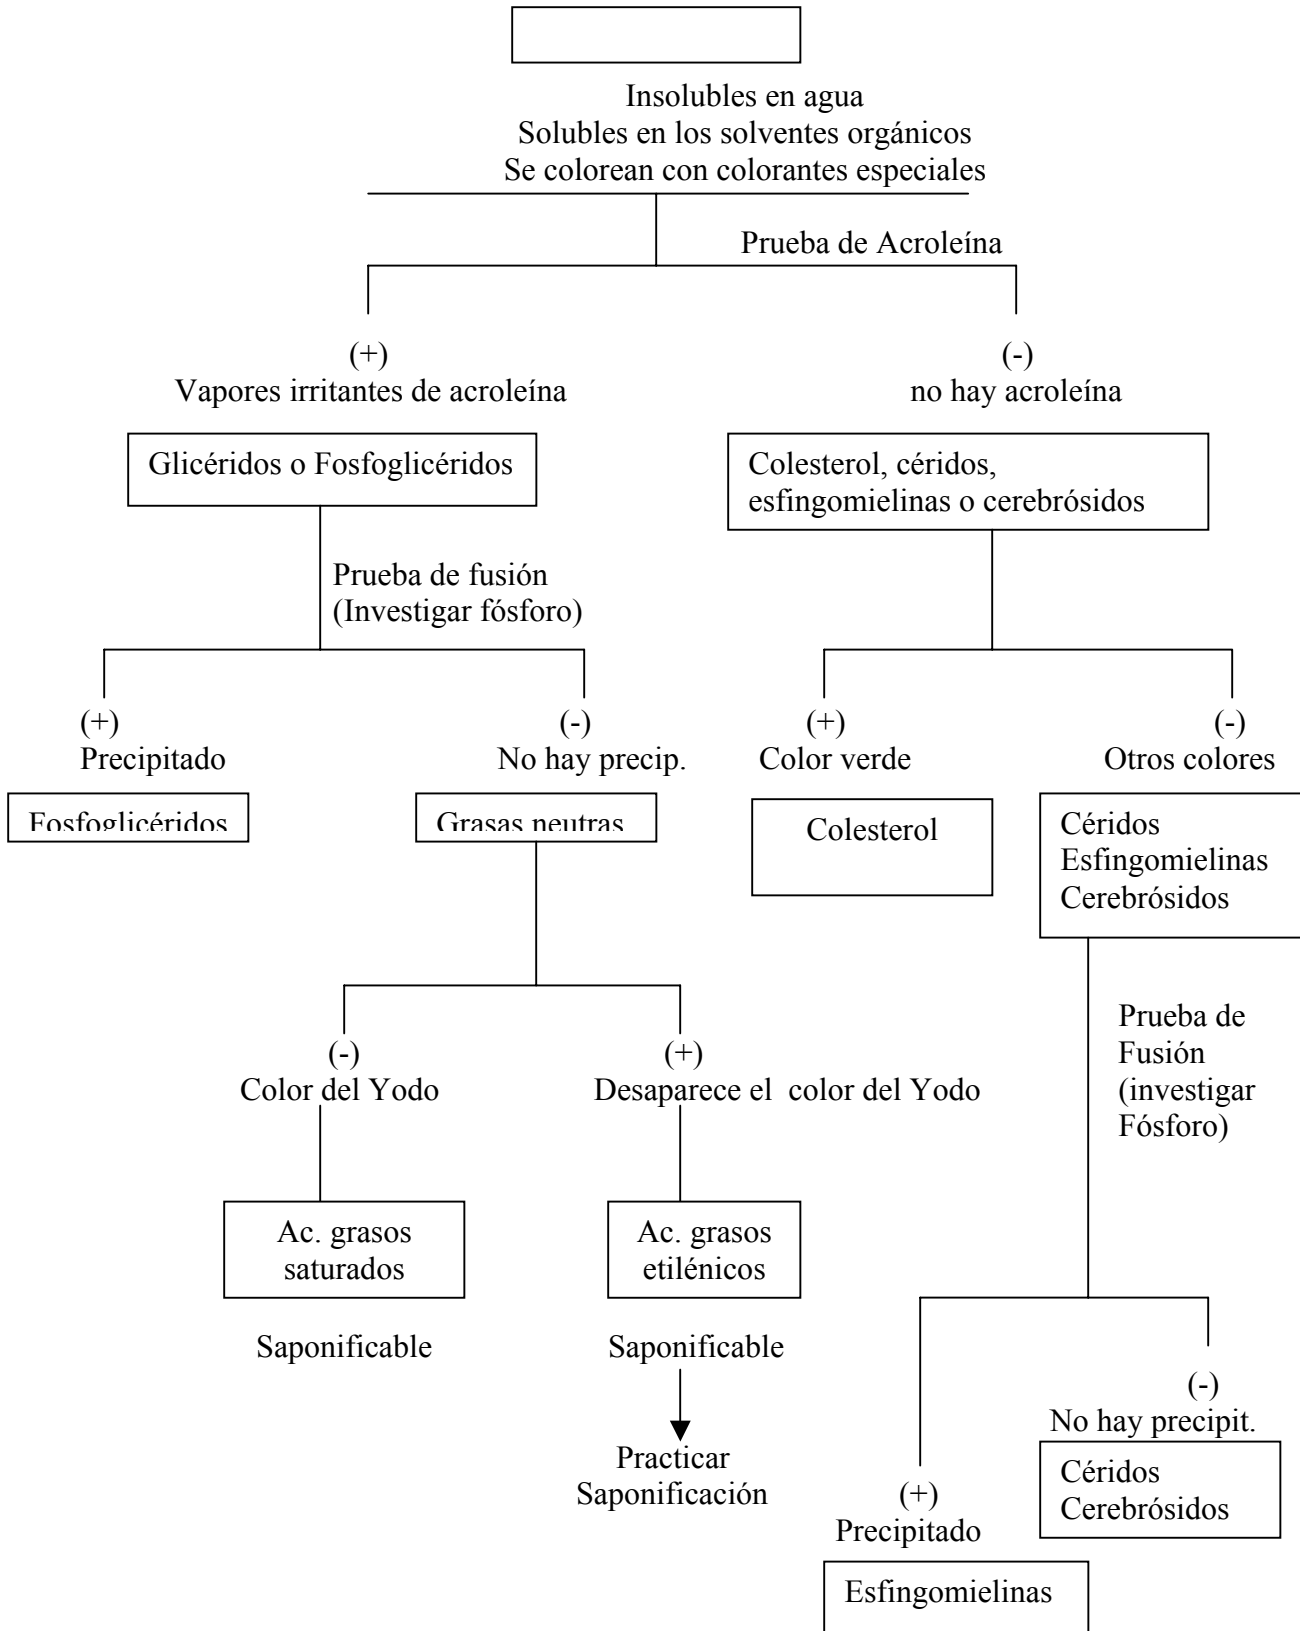 Insolubles en agua
Solubles en los solventes orgánicos
Se colorean con colorantes especiales
Prueba de Acroleína
(+)
Vapores irritantes de acroleína
(-)
no hay acroleína
Glicéridos o Fosfoglicéridos
Colesterol, céridos,
esfingomielinas o cerebrósidos
Prueba de fusión
(Investigar fósforo)
(+)
Precipitado
(-)
No hay precip.
(+)
Color verde
(-)
Otros colores
Fosfoglicéridos
Grasas neutras
Colesterol
Céridos
Esfingomielinas
Cerebrósidos
(-)
Color del Yodo
(+)
Desaparece el  color del Yodo
Prueba de
Fusión
(investigar
Fósforo)
Ac. grasos
saturados
Ac. grasos
etilénicos
Saponificable
Saponificable
Practicar
Saponificación
(-)
No hay precipit.
Céridos
Cerebrósidos
(+)
Precipitado
Esfingomielinas